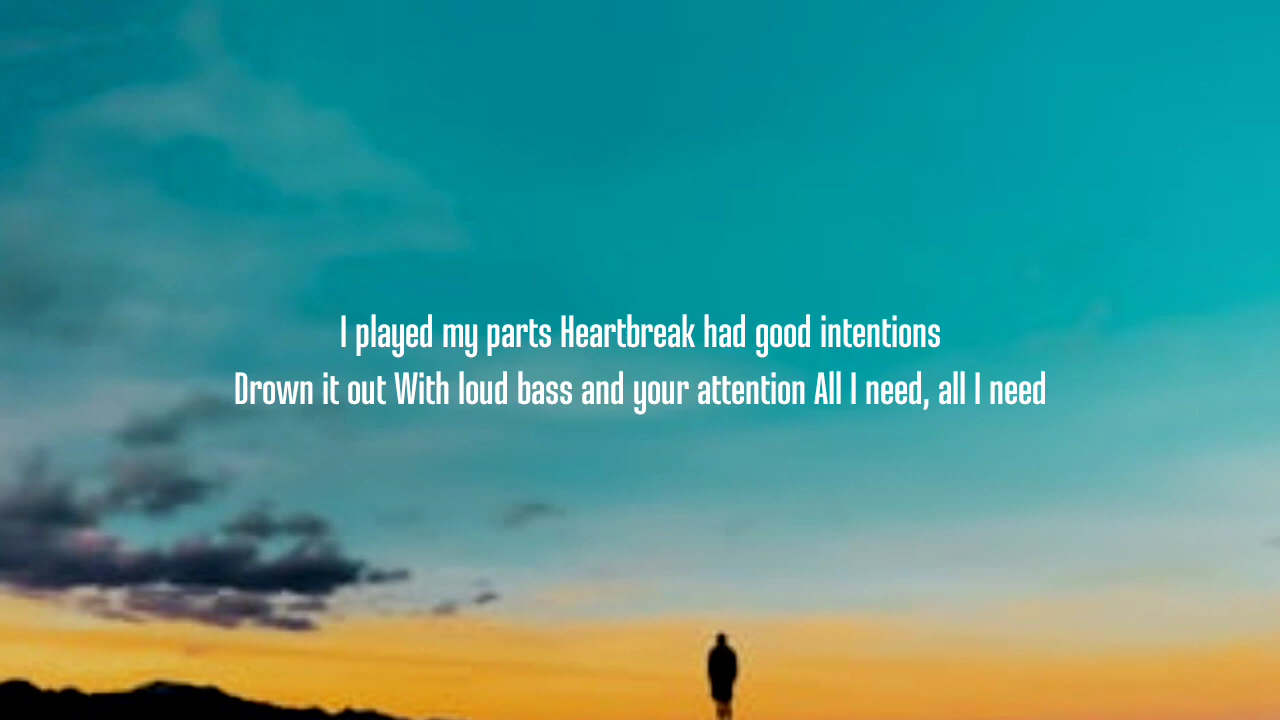 I played my parts Heartbreak had good intentions
Drown it out With loud bass and your attention All I need, all I need